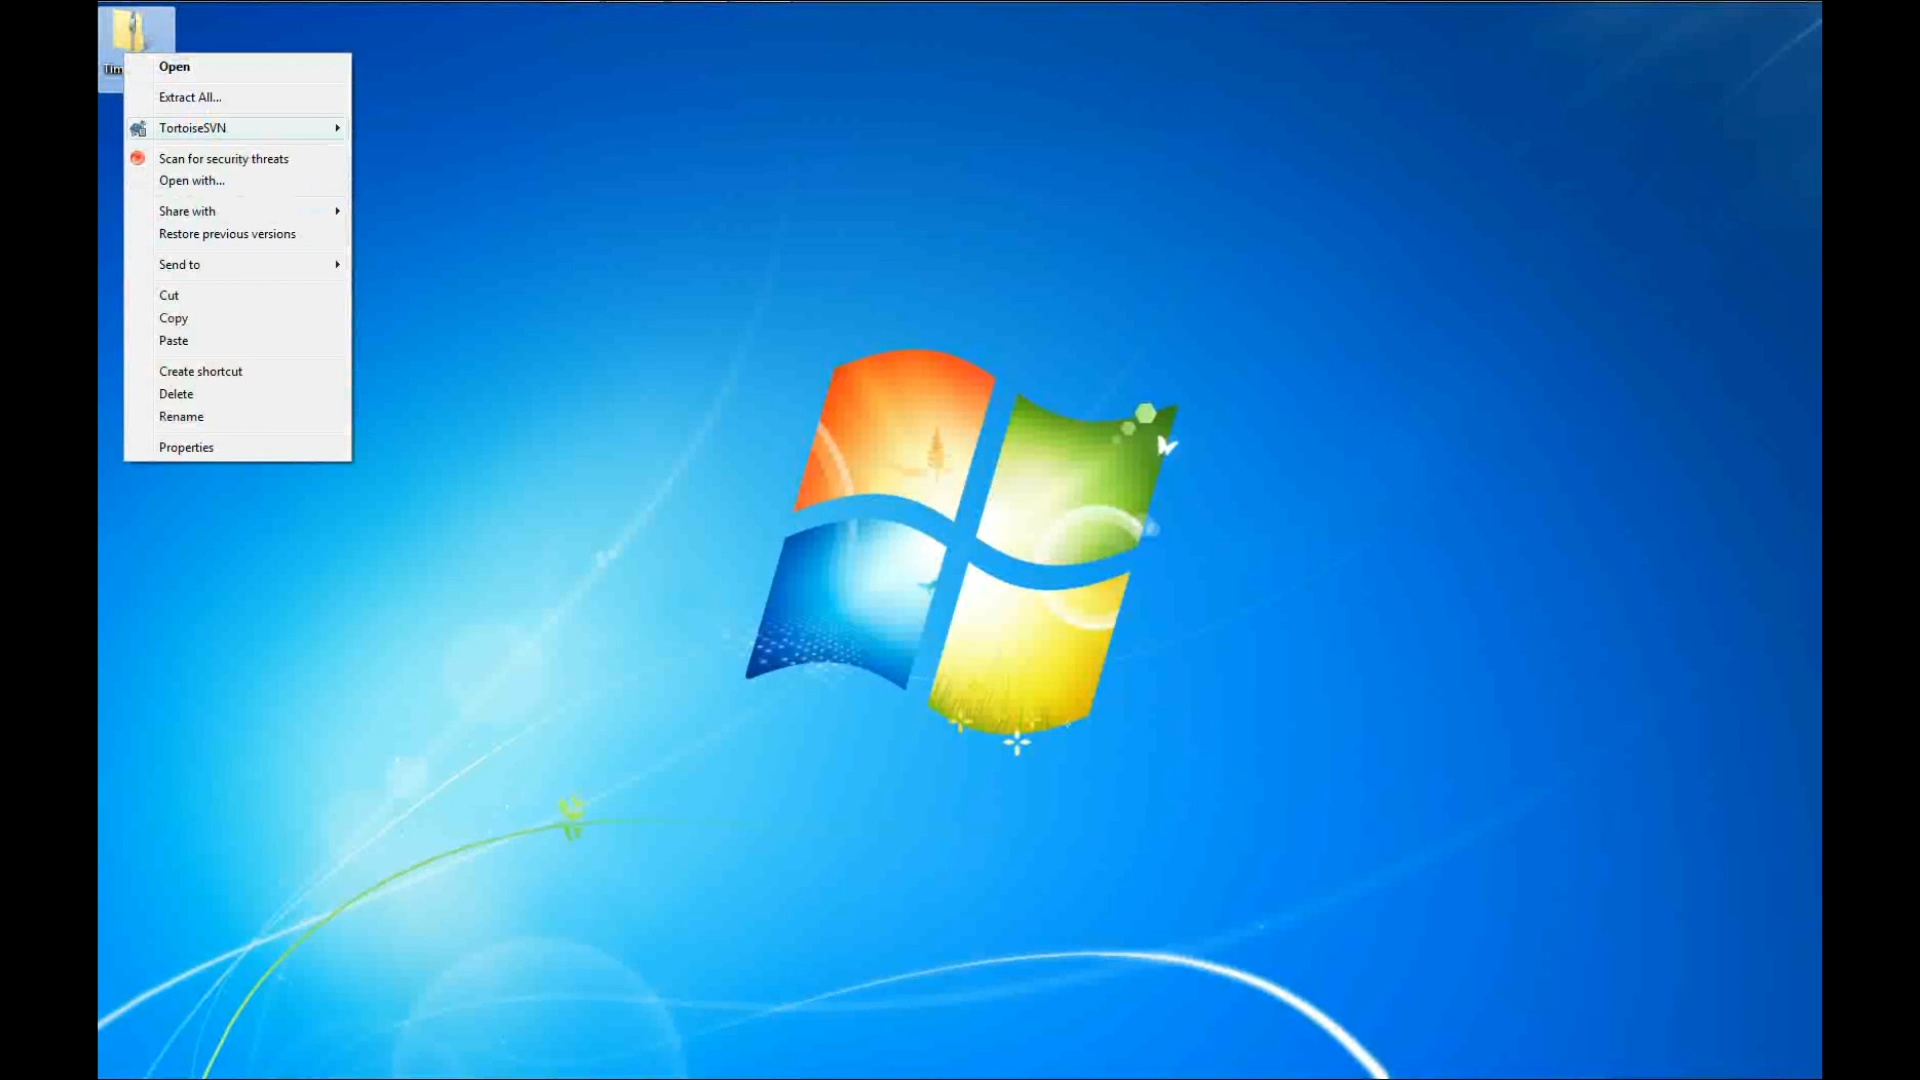 Open
Extract All...
TortoiseSVN
Scan for security threats
Open with...
Share with
Restore previous versions
Send to
Cut
Copy
Paste
Create shortcut
Delete
Rename
Properties